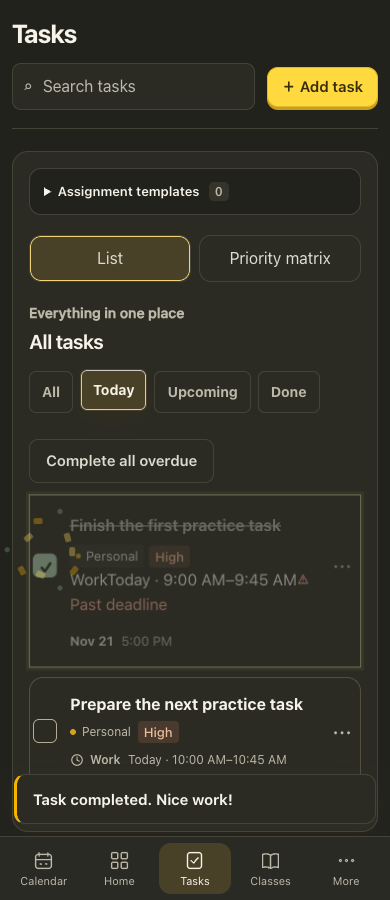 Tasks
Search tasks
+ Add task
Assignment templates 0
List
Priority matrix
Everything in one place
All tasks
All
Today
Upcoming
Done
Complete all overdue
Finish the first practice task
Personal High
WorkToday · 9:00 AM–9:45 AM
Past deadline
Nov 21 5:00 PM
Prepare the next practice task
Personal High
Work Today · 10:00 AM–10:45 AM
Task completed. Nice work!
Calendar
Home
Tasks
Classes
More